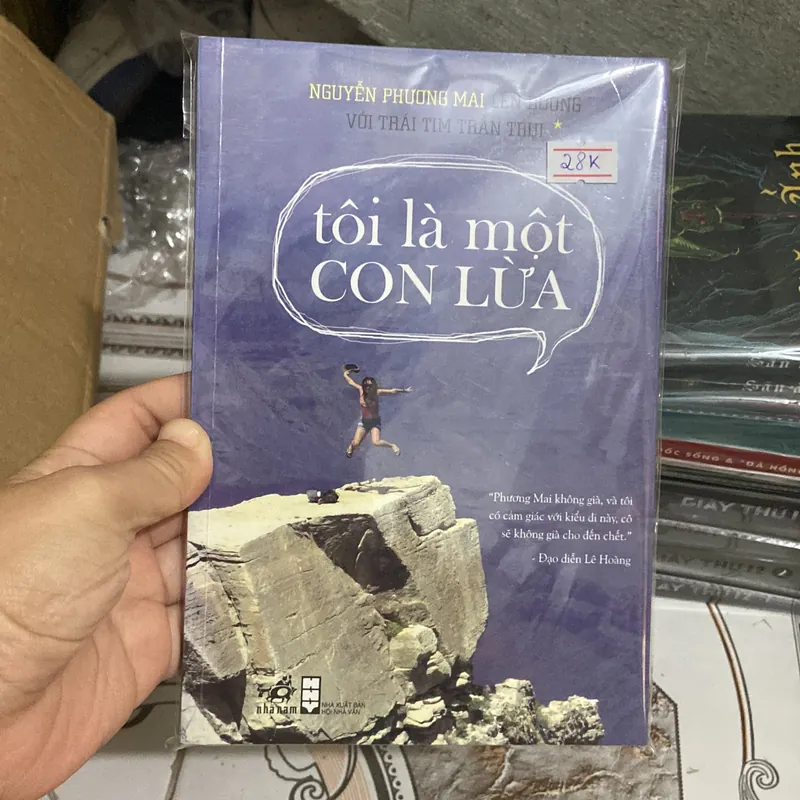 NGUYỄN PHƯƠNG MAI LÊN ĐƯỜNG
VỚI TRÁI TIM TRẦN TRỤI
28K
tôi là một
CON LỪA
"Phương Mai không già, và tôi
có cảm giác với kiểu đi này, cô
sẽ không già cho đến chết."
- Đạo diễn Lê Hoàng
nhã nam
NHÀ XUẤT BẢN
HỘI NHÀ VĂN